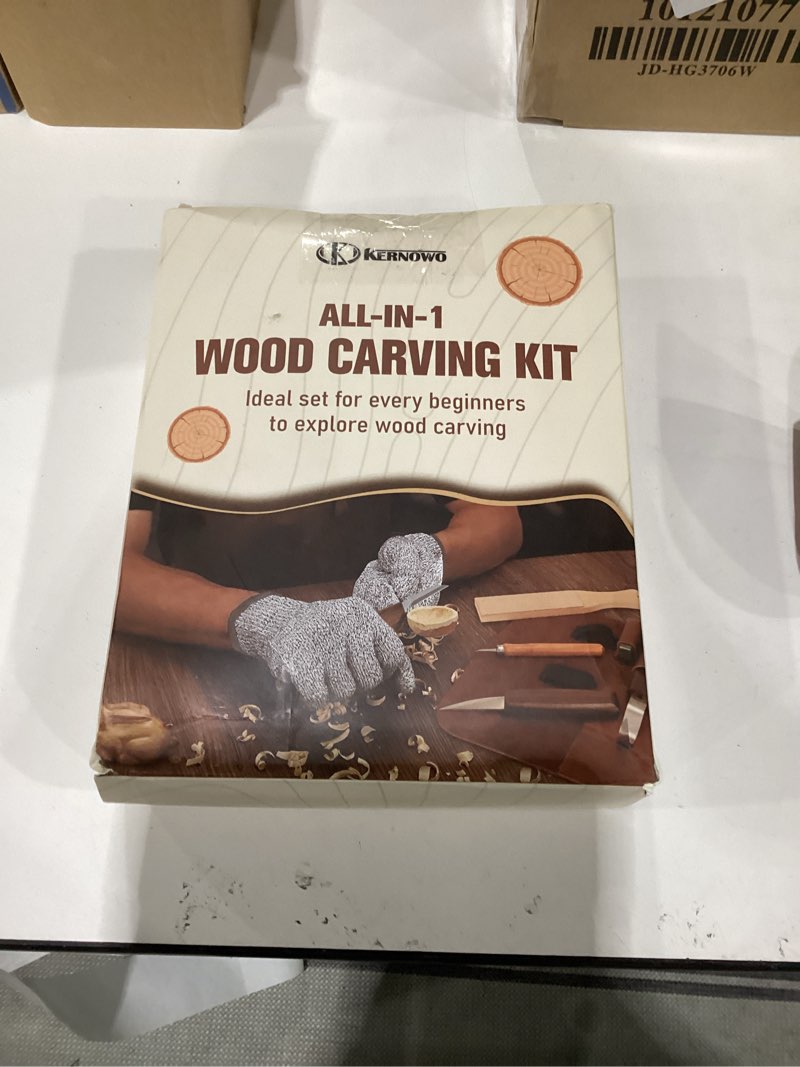 JD-HG3706W
K KERNOWO
ALL-IN-1
WOOD CARVING KIT
Ideal set for every beginners
to explore wood carving